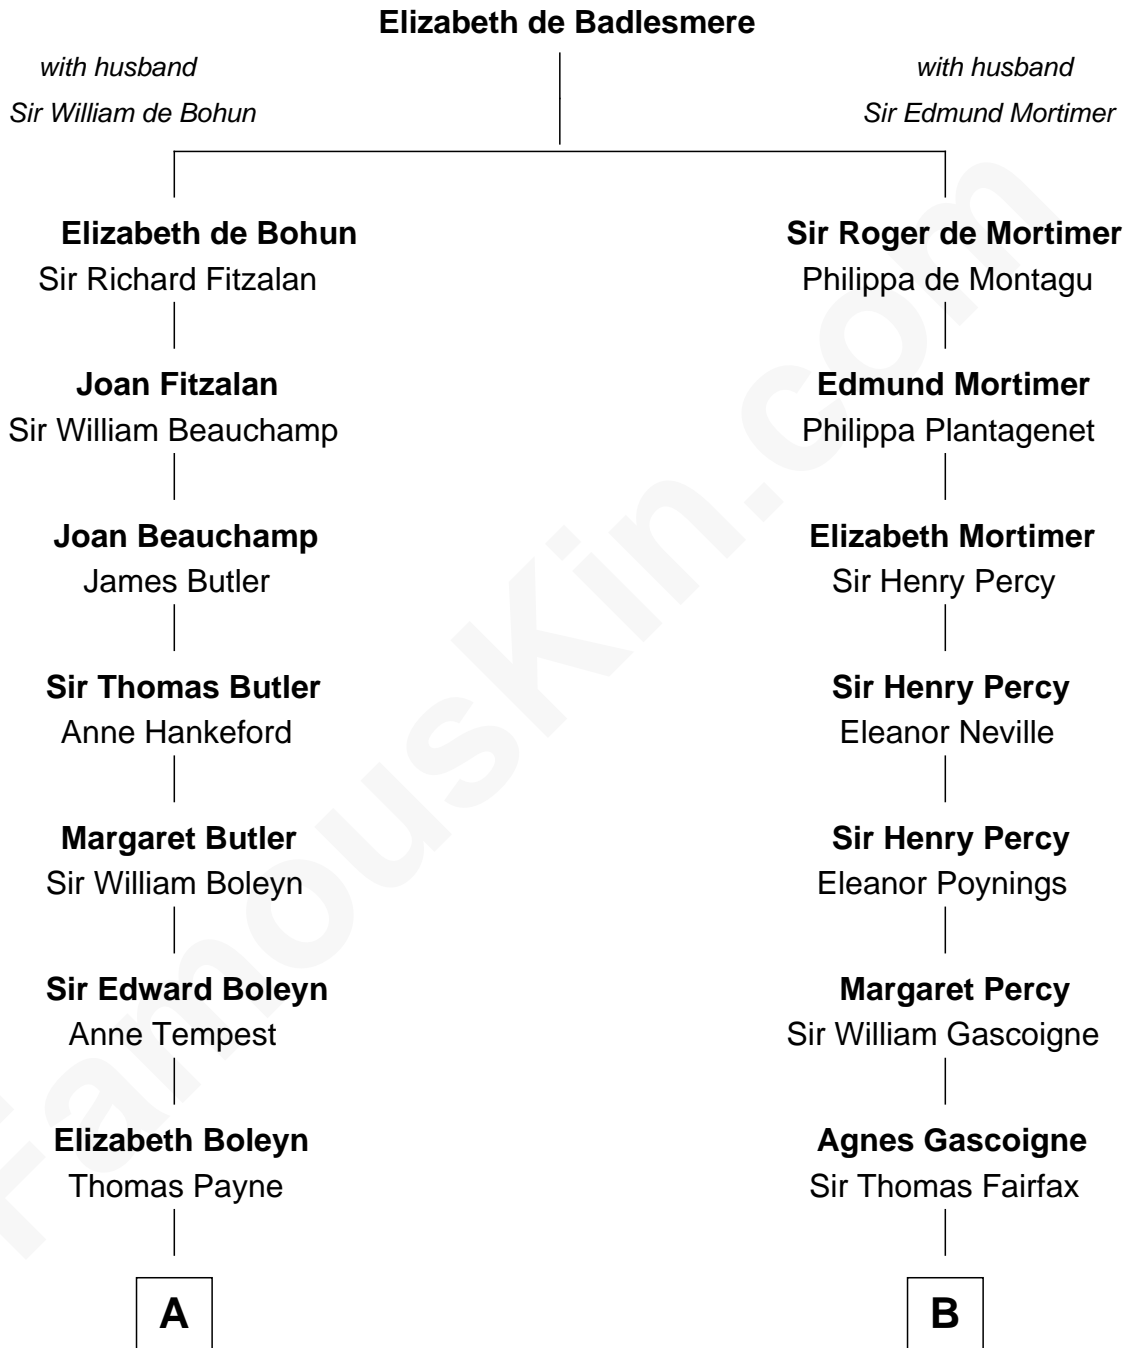 Elizabeth de Badlesmere
with husband
Sir William de Bohun
with husband
Sir Edmund Mortimer
Elizabeth de Bohun
Sir Richard Fitzalan
Sir Roger de Mortimer
Philippa de Montagu
Joan Fitzalan
Sir William Beauchamp
Edmund Mortimer
Philippa Plantagenet
Joan Beauchamp
James Butler
Elizabeth Mortimer
Sir Henry Percy
Sir Thomas Butler
Anne Hankeford
Sir Henry Percy
Eleanor Neville
Margaret Butler
Sir William Boleyn
Sir Henry Percy
Eleanor Poynings
Sir Edward Boleyn
Anne Tempest
Margaret Percy
Sir William Gascoigne
Elizabeth Boleyn
Thomas Payne
Agnes Gascoigne
Sir Thomas Fairfax
A
B
FamousKin.com